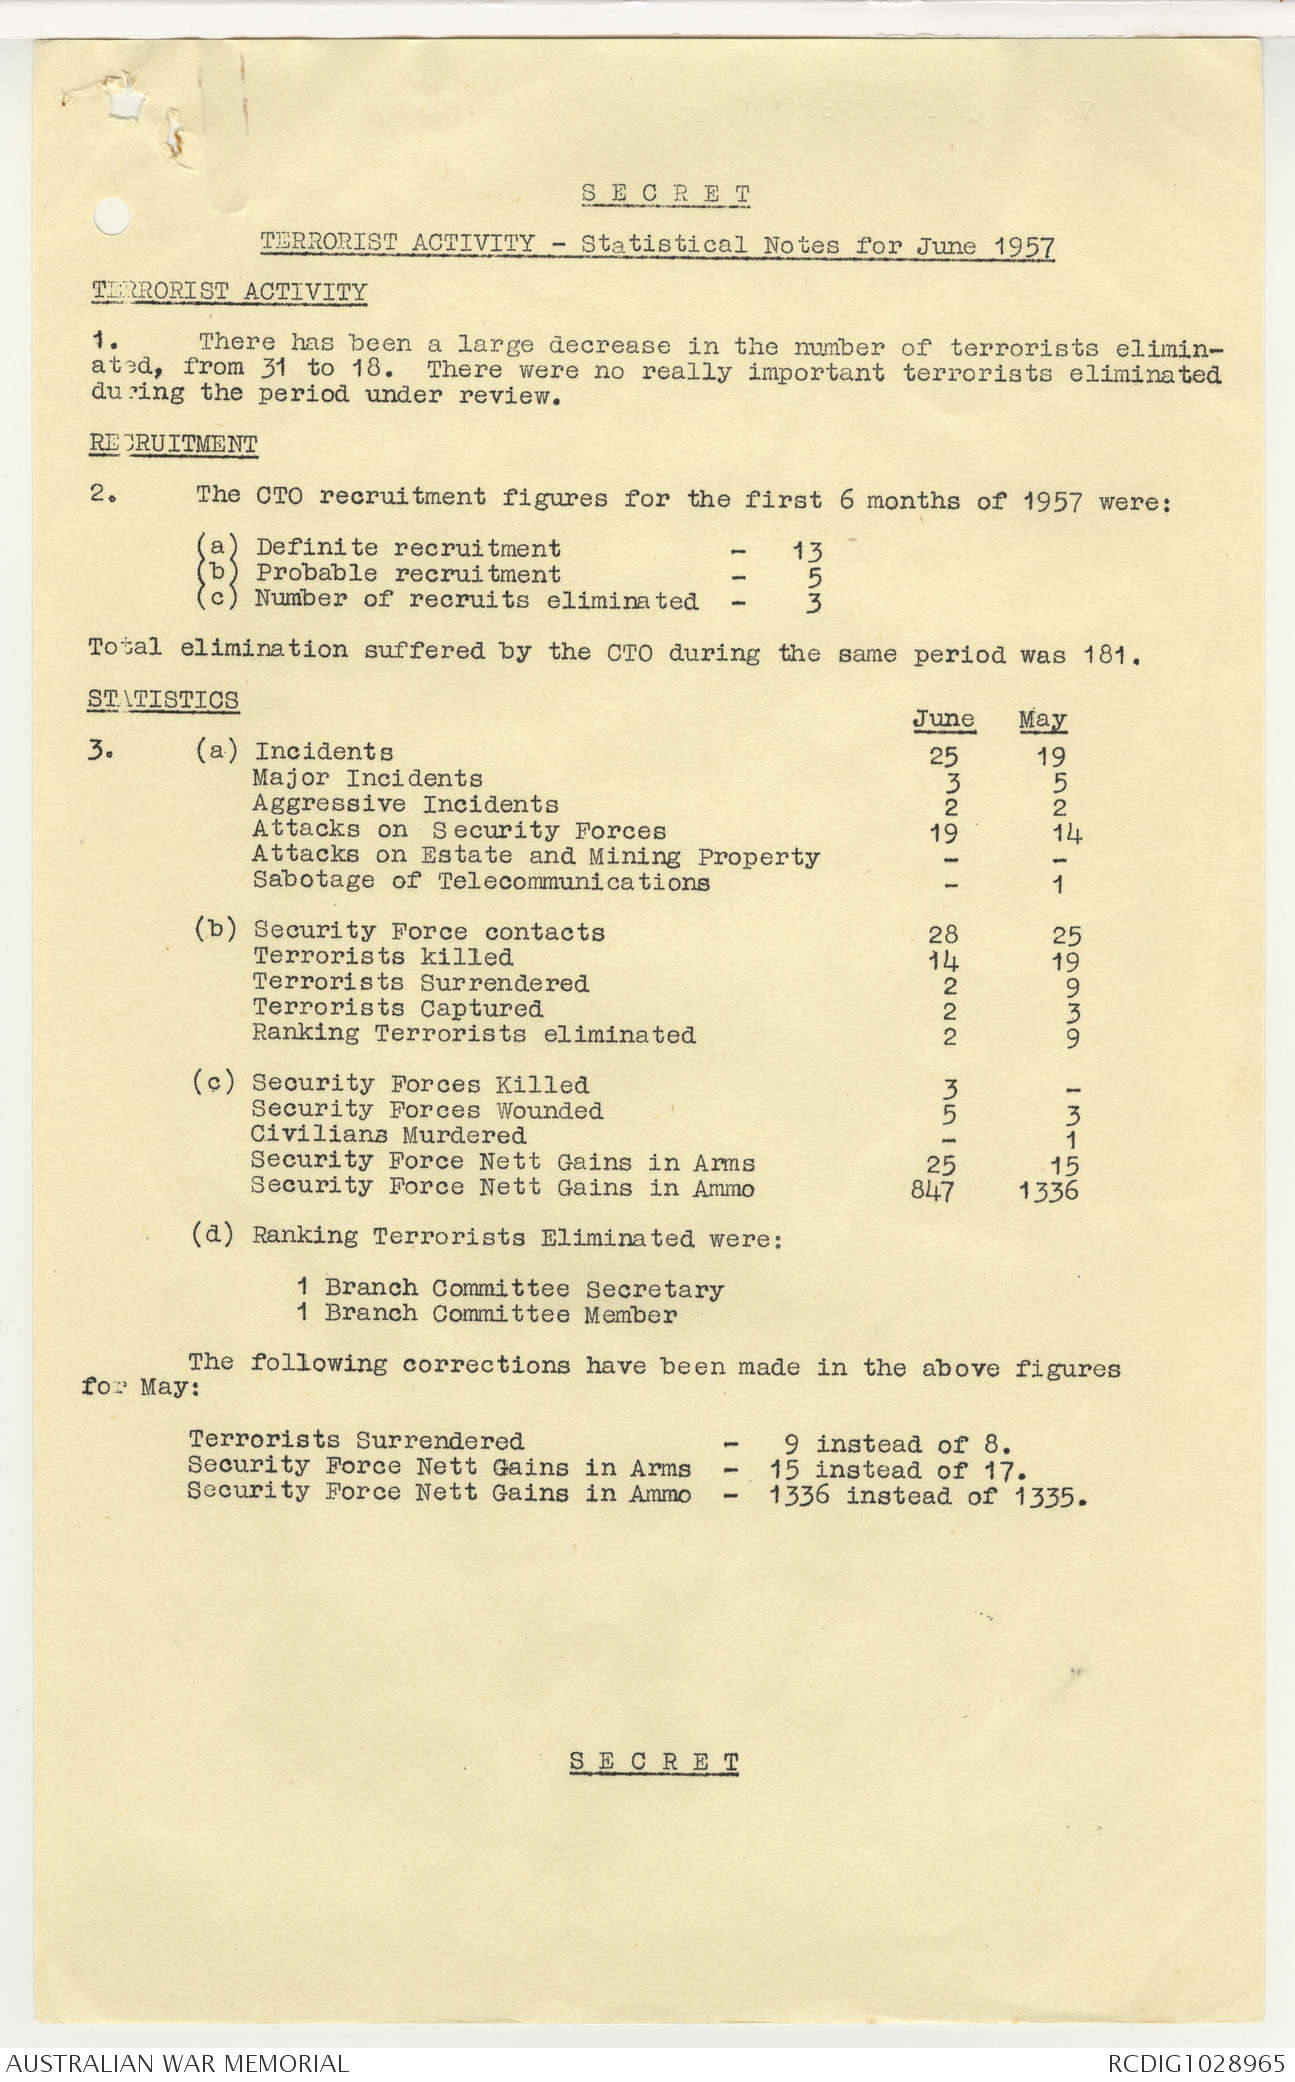 S E C R E T
TERRORIST ACTIVITY - Statistical Notes for June 1957
TERRORIST ACTIVITY
1. There has been a large decrease in the number of terrorists elimin-
ated, from 31 to 18. There were no really important terrorists eliminated
during the period under review.
RECRUITMENT
2. The CTO recruitment figures for the first 6 months of 1957 were:
(a) Definite recruitment - 13
(b) Probable recruitment - 5
(c) Number of recruits eliminated - 3
Total elimination suffered by the CTO during the same period was 181.
STATISTICS
June May
3. (a) Incidents 25 19
Major Incidents 3 5
Aggressive Incidents 2 2
Attacks on Security Forces 19 14
Attacks on Estate and Mining Property - -
Sabotage of Telecommunications - 1
(b) Security Force contacts 28 25
Terrorists killed 14 19
Terrorists Surrendered 2 9
Terrorists Captured 2 3
Ranking Terrorists eliminated 2 9
(c) Security Forces Killed 3 -
Security Forces Wounded 5 3
Civilians Murdered - 1
Security Force Nett Gains in Arms 25 15
Security Force Nett Gains in Ammo 847 1336
(d) Ranking Terrorists Eliminated were:
1 Branch Committee Secretary
1 Branch Committee Member
The following corrections have been made in the above figures
for May:
Terrorists Surrendered - 9 instead of 8.
Security Force Nett Gains in Arms - 15 instead of 17.
Security Force Nett Gains in Ammo - 1336 instead of 1335.
S E C R E T
AUSTRALIAN WAR MEMORIAL RCDIG1028965